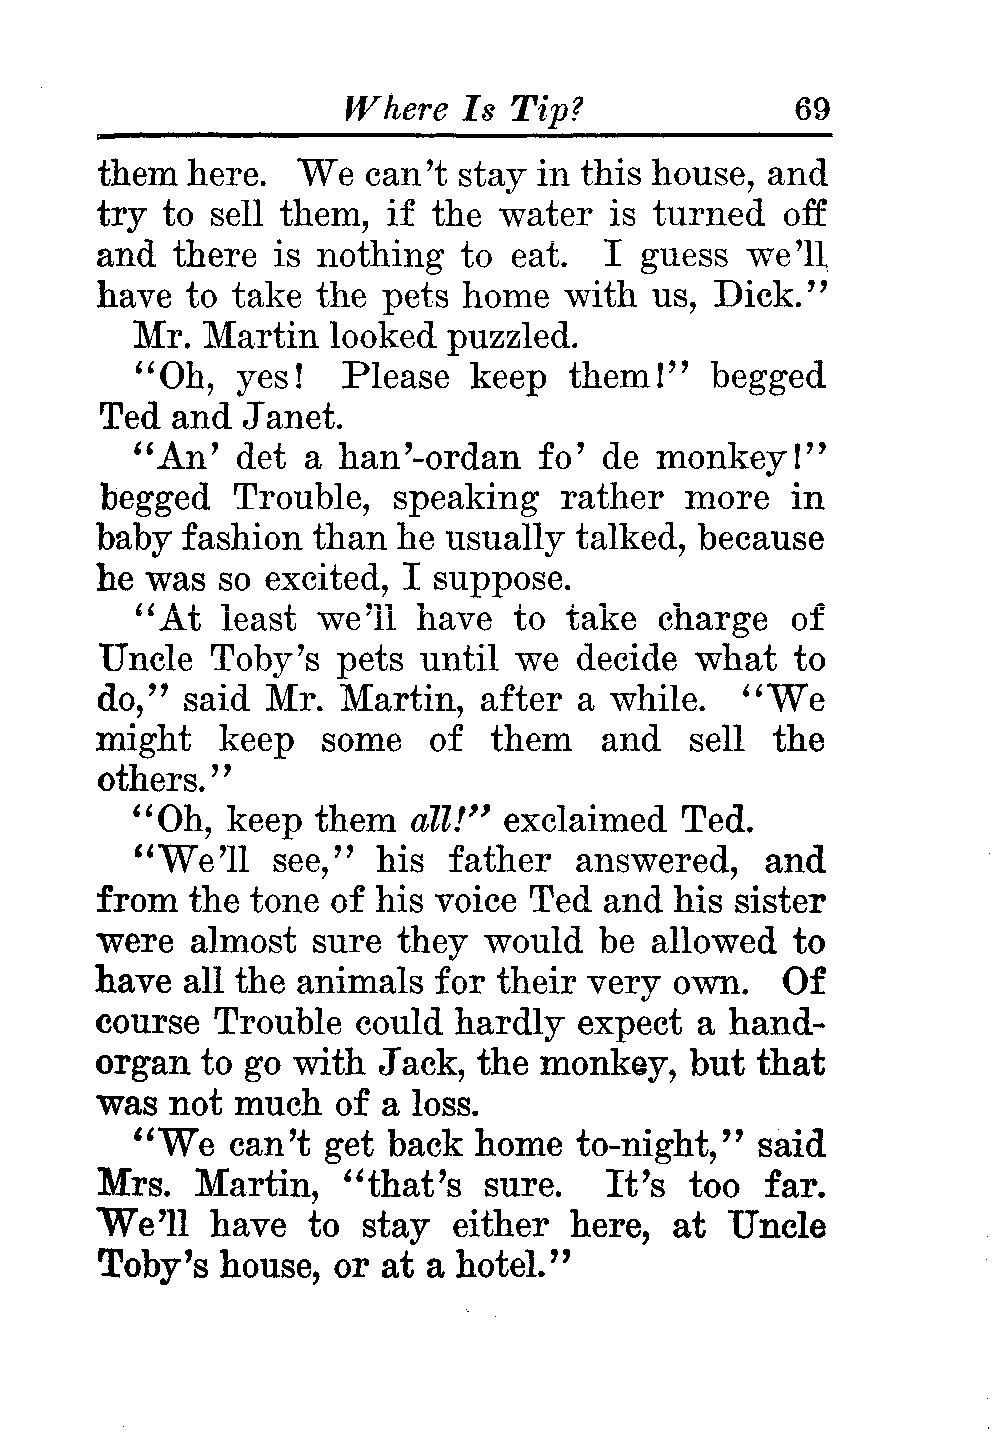 Where Is Tip? 69
them here. We can't stay in this house, and
try to sell them, if the water is turned off
and there is nothing to eat. I guess we'll
have to take the pets home with us, Dick."
Mr. Martin looked puzzled.
"Oh, yes! Please keep them!" begged
Ted and Janet.
"An' det a han'-ordan fo' de monkey!"
begged Trouble, speaking rather more in
baby fashion than he usually talked, because
he was so excited, I suppose.
"At least we'll have to take charge of
Uncle Toby's pets until we decide what to
do," said Mr. Martin, after a while. "We
might keep some of them and sell the
others."
"Oh, keep them all!" exclaimed Ted.
"We'll see," his father answered, and
from the tone of his voice Ted and his sister
were almost sure they would be allowed to
have all the animals for their very own. Of
course Trouble could hardly expect a hand-
organ to go with Jack, the monkey, but that
was not much of a loss.
"We can't get back home to-night," said
Mrs. Martin, "that's sure. It's too far.
We'll have to stay either here, at Uncle
Toby's house, or at a hotel."